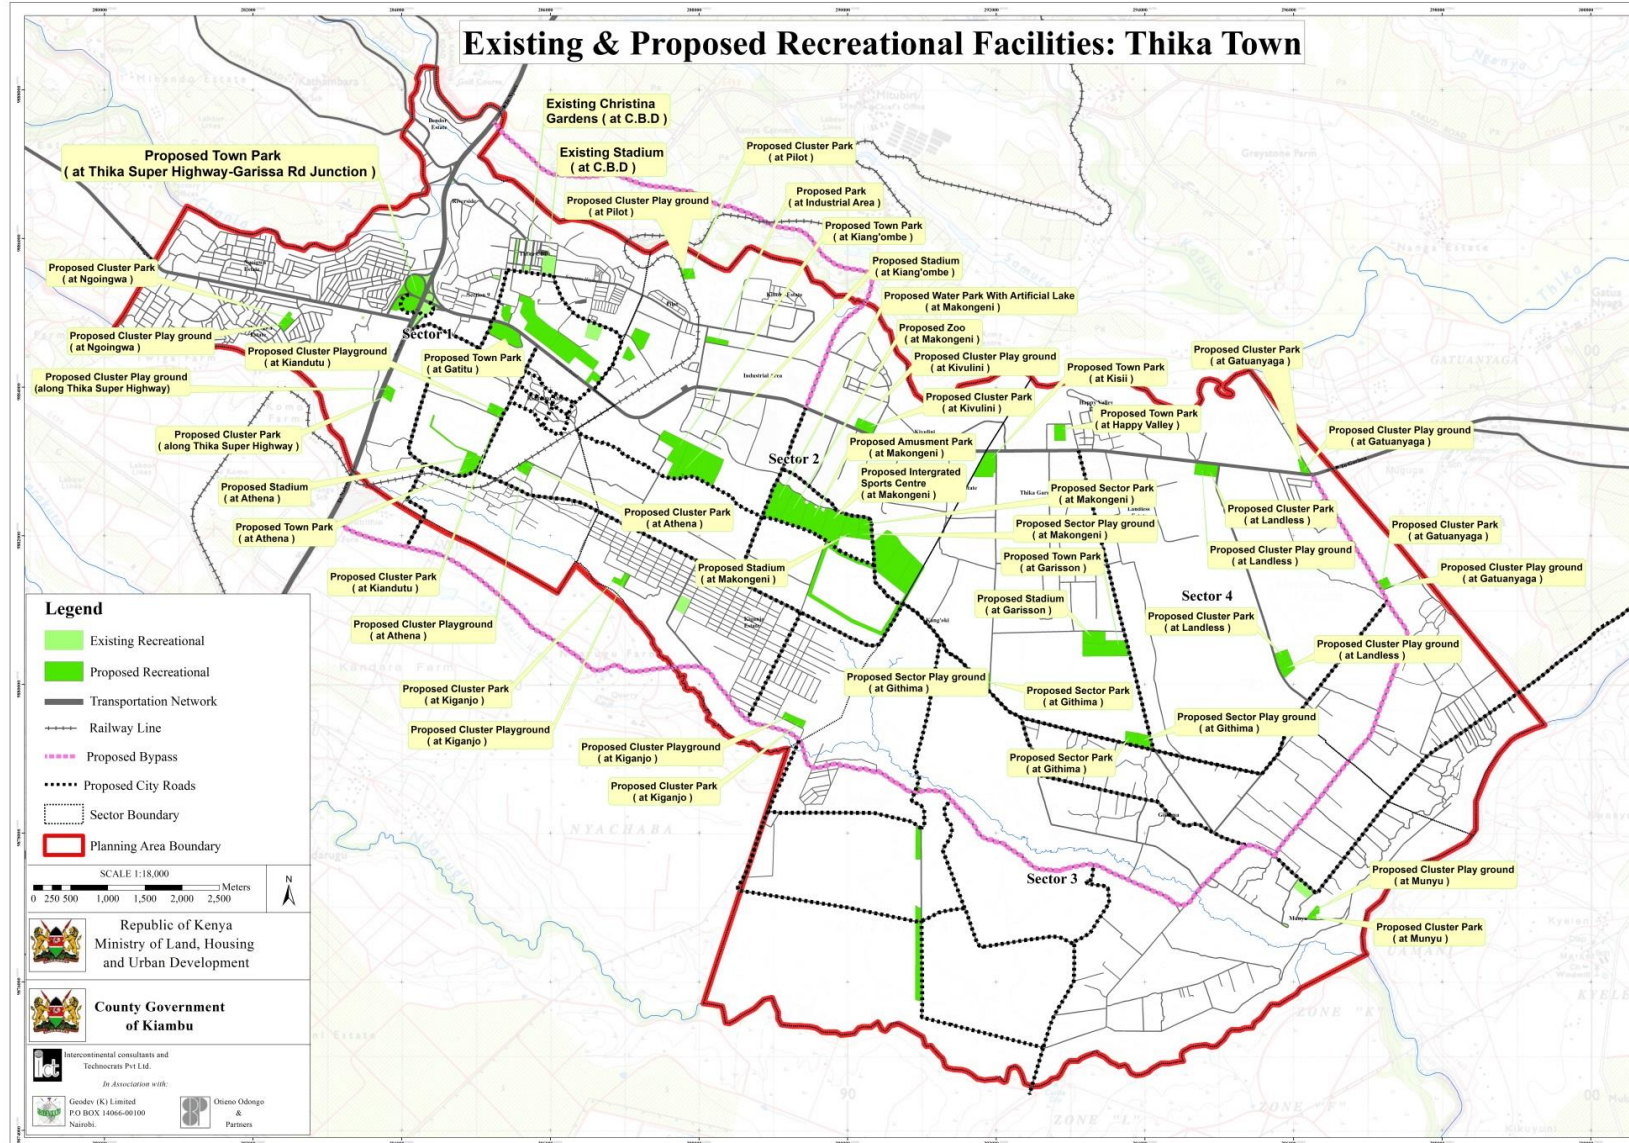 Existing & Proposed Recreational Facilities: Thika Town
Existing Christina
Gardens ( at C.B.D )
Existing Stadium
( at C.B.D )
Proposed Town Park
( at Thika Super Highway-Garissa Rd Junction )
Proposed Cluster Park
( at Pilot )
Proposed Cluster Play ground
( at Pilot )
Proposed Park
( at Industrial Area )
Proposed Town Park
( at Kiang'ombe )
Proposed Stadium
( at Kiang'ombe )
Proposed Water Park With Artificial Lake
( at Makongeni )
Proposed Zoo
( at Makongeni )
Proposed Cluster Play ground
( at Kivulini )
Proposed Cluster Park
( at Kivulini )
Proposed Amusment Park
( at Makongeni )
Proposed Intergrated
Sports Centre
( at Makongeni )
Proposed Town Park
( at Kisii )
Proposed Town Park
( at Happy Valley )
Proposed Cluster Park
( at Gatuanyaga )
Proposed Cluster Play ground
( at Gatuanyaga )
Proposed Cluster Park
( at Ngoingwa )
Proposed Cluster Play ground
( at Ngoingwa )
Proposed Cluster Playground
( at Kiandutu )
Proposed Town Park
( at Gatitu )
Proposed Cluster Play ground
(along Thika Super Highway)
Proposed Cluster Park
( along Thika Super Highway )
Proposed Stadium
( at Athena )
Proposed Town Park
( at Athena )
Proposed Cluster Park
( at Athena )
Proposed Stadium
( at Makongeni )
Proposed Sector Park
( at Makongeni )
Proposed Sector Play ground
( at Makongeni )
Proposed Town Park
( at Garisson )
Proposed Stadium
( at Garisson )
Proposed Cluster Park
( at Landless )
Proposed Cluster Play ground
( at Landless )
Proposed Cluster Park
( at Gatuanyaga )
Proposed Cluster Play ground
( at Gatuanyaga )
Proposed Cluster Park
( at Landless )
Proposed Cluster Play ground
( at Landless )
Proposed Cluster Park
( at Kiandutu )
Proposed Cluster Playground
( at Athena )
Proposed Cluster Park
( at Kiganjo )
Proposed Cluster Playground
( at Kiganjo )
Proposed Cluster Playground
( at Kiganjo )
Proposed Cluster Park
( at Kiganjo )
Proposed Sector Play ground
( at Githima )
Proposed Sector Park
( at Githima )
Proposed Sector Play ground
( at Githima )
Proposed Sector Park
( at Githima )
Proposed Cluster Play ground
( at Munyu )
Proposed Cluster Park
( at Munyu )
Sector 1
Sector 2
Sector 3
Sector 4
Riverside
Industrial Area
Kivulini
Happy Valley
NYACHABA
ZONE "K"
ZONE "L"
ZONE "F"
90
00
Legend
Existing Recreational
Proposed Recreational
Transportation Network
Railway Line
Proposed Bypass
Proposed City Roads
Sector Boundary
Planning Area Boundary
SCALE 1:18,000
Meters
0 250 500 1,000 1,500 2,000 2,500
N
Republic of Kenya
Ministry of Land, Housing
and Urban Development
County Government
of Kiambu
ict
Intercontinental consultants and
Technocrats Pvt Ltd.
In Association with:
Geodev (K) Limited
P.O BOX 14066-00100
Nairobi.
Otieno Odongo
&
Partners